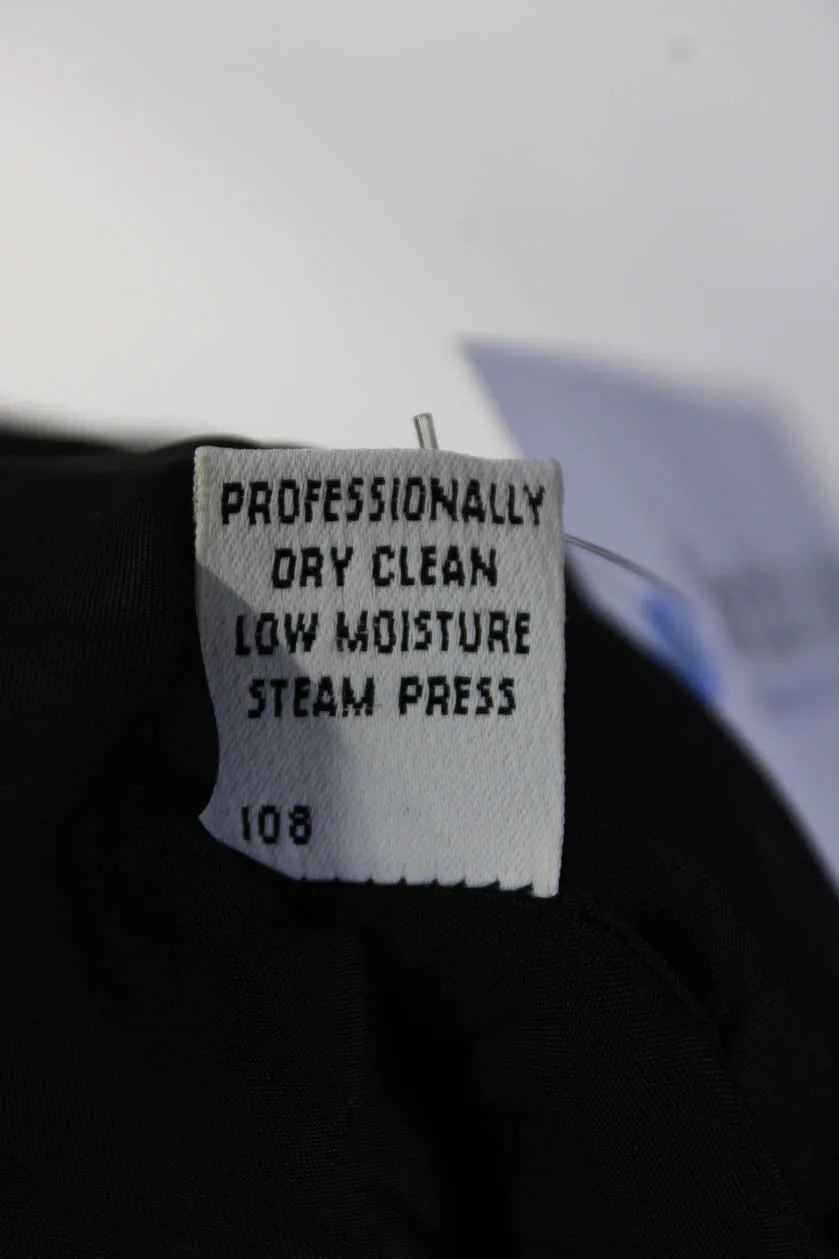 PROFESSIONALLY
DRY CLEAN
LOW MOISTURE
STEAM PRESS
108